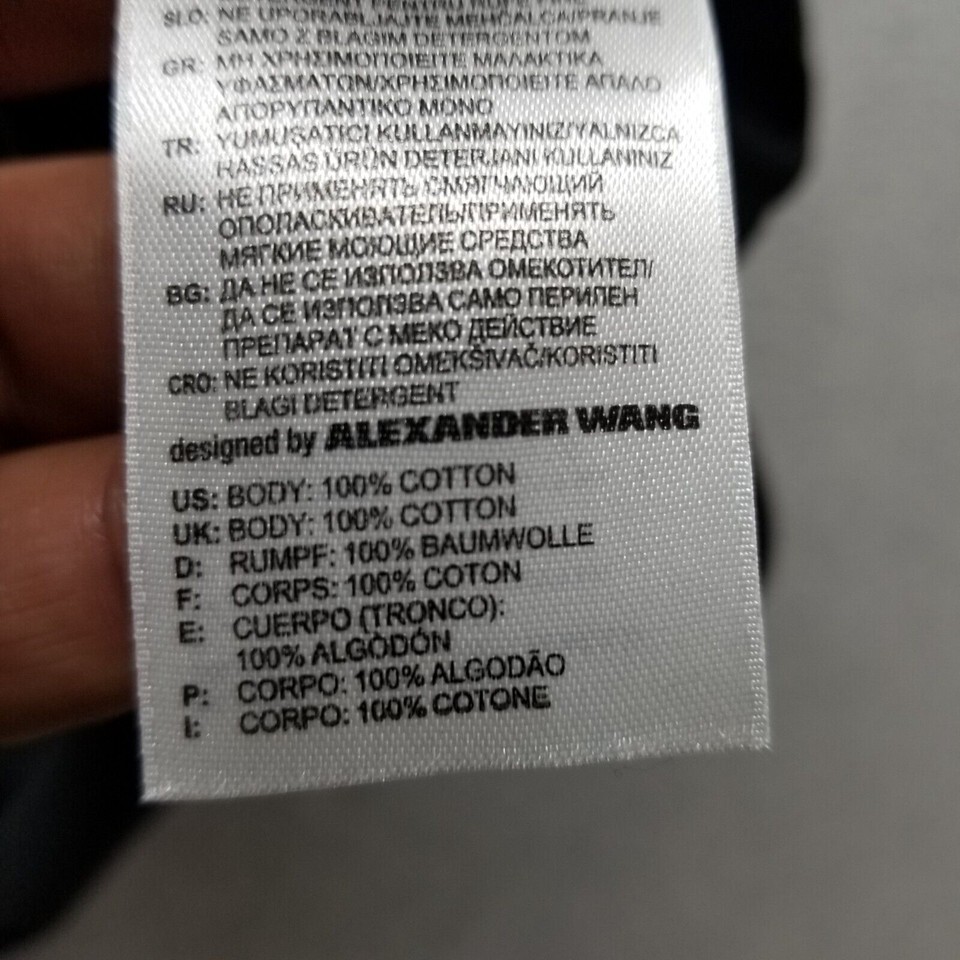 PENTRU RUFE FINE
SLO: NE UPORABLJAJTE MEHČALCA/PRANJE
SAMO Z BLAGIM DETERGENTOM
GR: ΜΗ ΧΡΗΣΙΜΟΠΟΙΕΙΤΕ ΜΑΛΑΚΤΙΚΑ
ΥΦΑΣΜΑΤΩΝ/ΧΡΗΣΙΜΟΠΟΙΕΙΤΕ ΑΠΑΛΟ
ΑΠΟΡΥΠΑΝΤΙΚΟ ΜΟΝΟ
TR: YUMUŞATICI KULLANMAYINIZ/YALNIZCA
HASSAS ÜRÜN DETERJANI KULLANINIZ
RU: НЕ ПРИМЕНЯТЬ СМЯГЧАЮЩИЙ
ОПОЛАСКИВАТЕЛЬ/ПРИМЕНЯТЬ
МЯГКИЕ МОЮЩИЕ СРЕДСТВА
BG: ДА НЕ СЕ ИЗПОЛЗВА ОМЕКОТИТЕЛ/
ДА СЕ ИЗПОЛЗВА САМО ПЕРИЛЕН
ПРЕПАРАТ С МЕКО ДЕЙСТВИЕ
CRO: NE KORISTITI OMEKŠIVAČ/KORISTITI
BLAGI DETERGENT
designed by ALEXANDER WANG
US: BODY: 100% COTTON
UK: BODY: 100% COTTON
D: RUMPF: 100% BAUMWOLLE
F: CORPS: 100% COTON
E: CUERPO (TRONCO):
100% ALGODÓN
P: CORPO: 100% ALGODÃO
I: CORPO: 100% COTONE